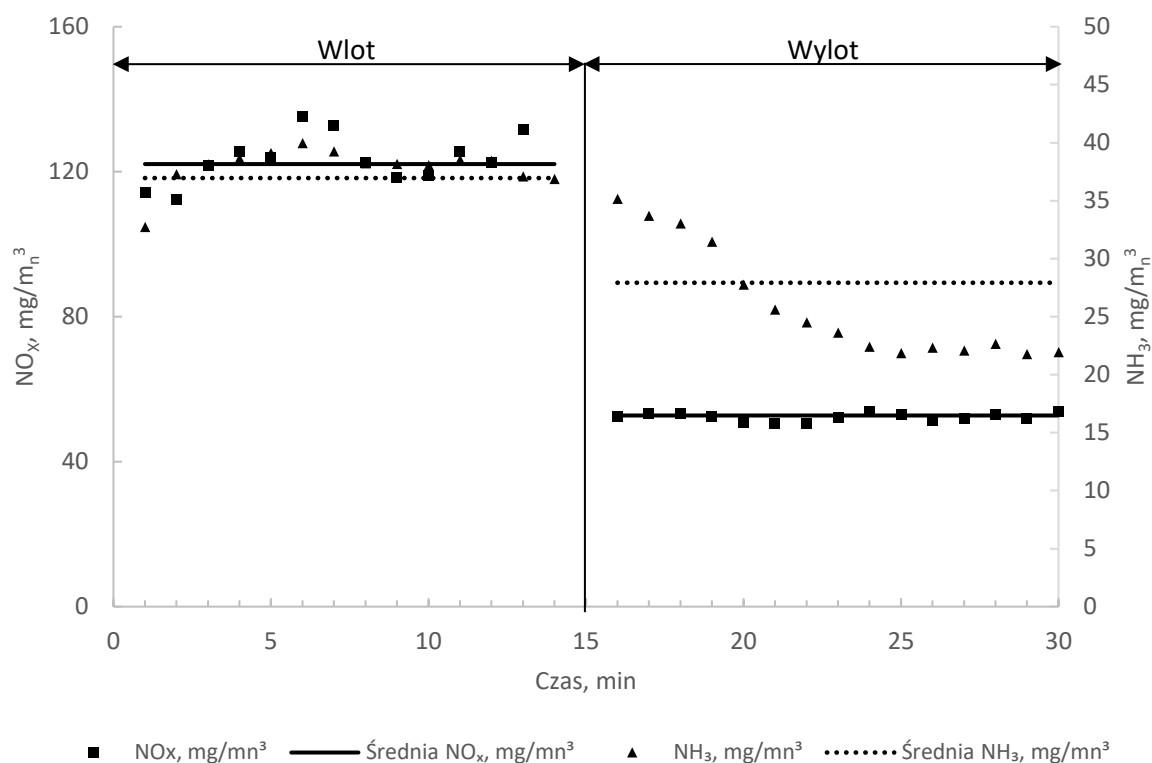 Wlot Wylot
160
120
80
40
0
NOX, mg/mn3
50
45
40
35
30
25
20
15
10
5
0
NH3, mg/mn3
0 5 10 15 20 25 30
Czas, min
NOx, mg/mn³ Średnia NOₓ, mg/mn³ NH₃, mg/mn³ Średnia NH₃, mg/mn³